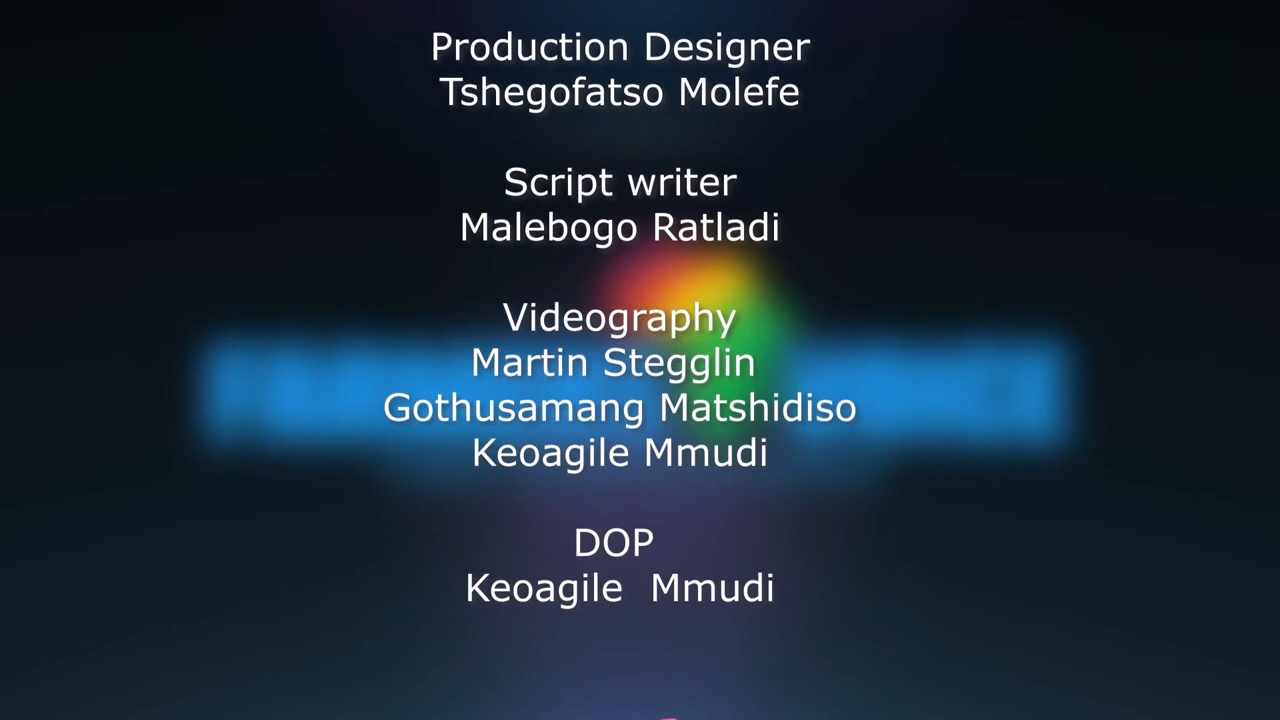 Production Designer
Tshegofatso Molefe
Script writer
Malebogo Ratladi
Videography
Martin Stegglin
Gothusamang Matshidiso
Keoagile Mmudi
DOP
Keoagile  Mmudi